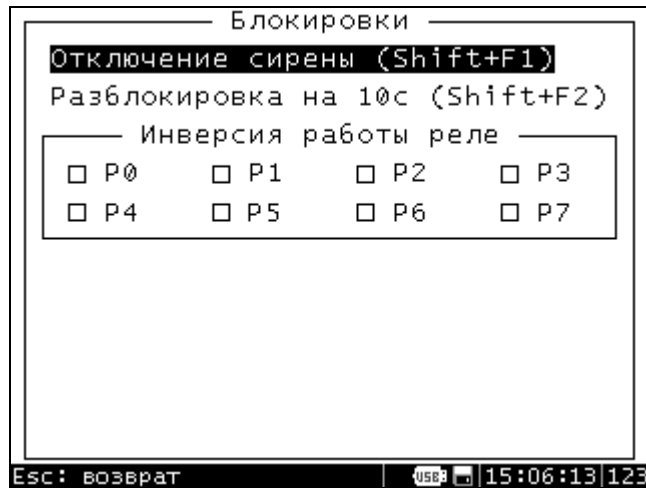 Блокировки
Отключение сирены (Shift+F1)
Разблокировка на 10с (Shift+F2)
Инверсия работы реле
P0 P1 P2 P3
P4 P5 P6 P7
Esc: возврат USB 15:06:13 123